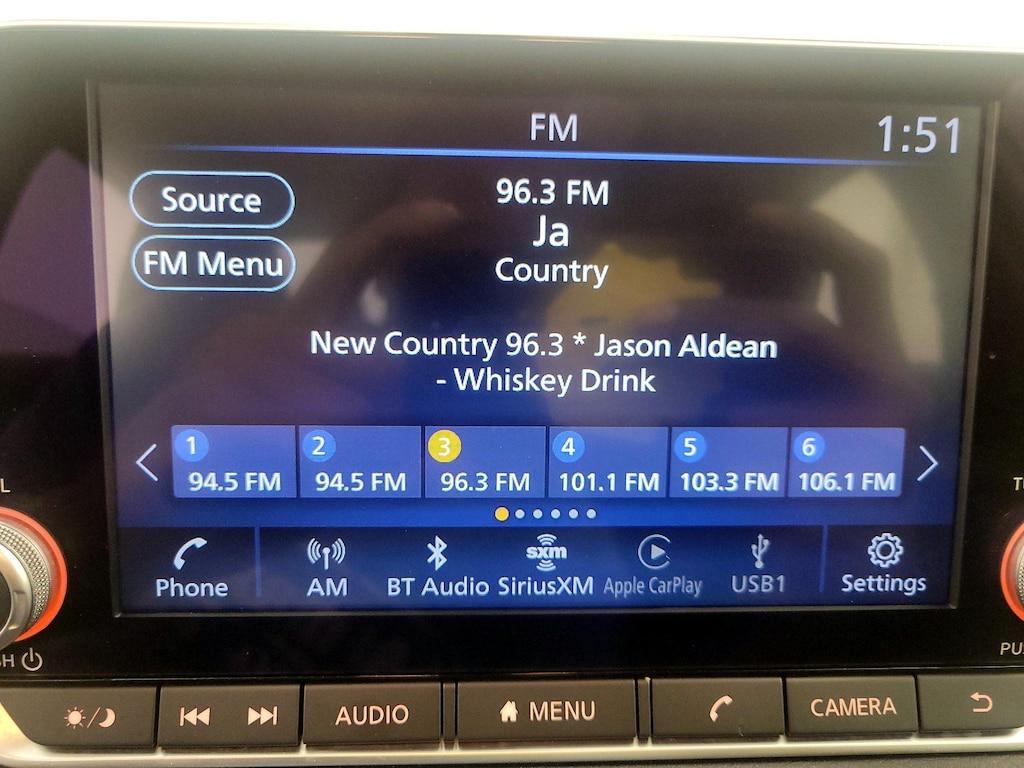 FM
1:51
Source
96.3 FM
Ja
FM Menu
Country
New Country 96.3 * Jason Aldean
- Whiskey Drink
1 2 3 4 5 6
94.5 FM 94.5 FM 96.3 FM 101.1 FM 103.3 FM 106.1 FM
sxm
Phone AM BT Audio SiriusXM Apple CarPlay USB1 Settings
AUDIO MENU CAMERA